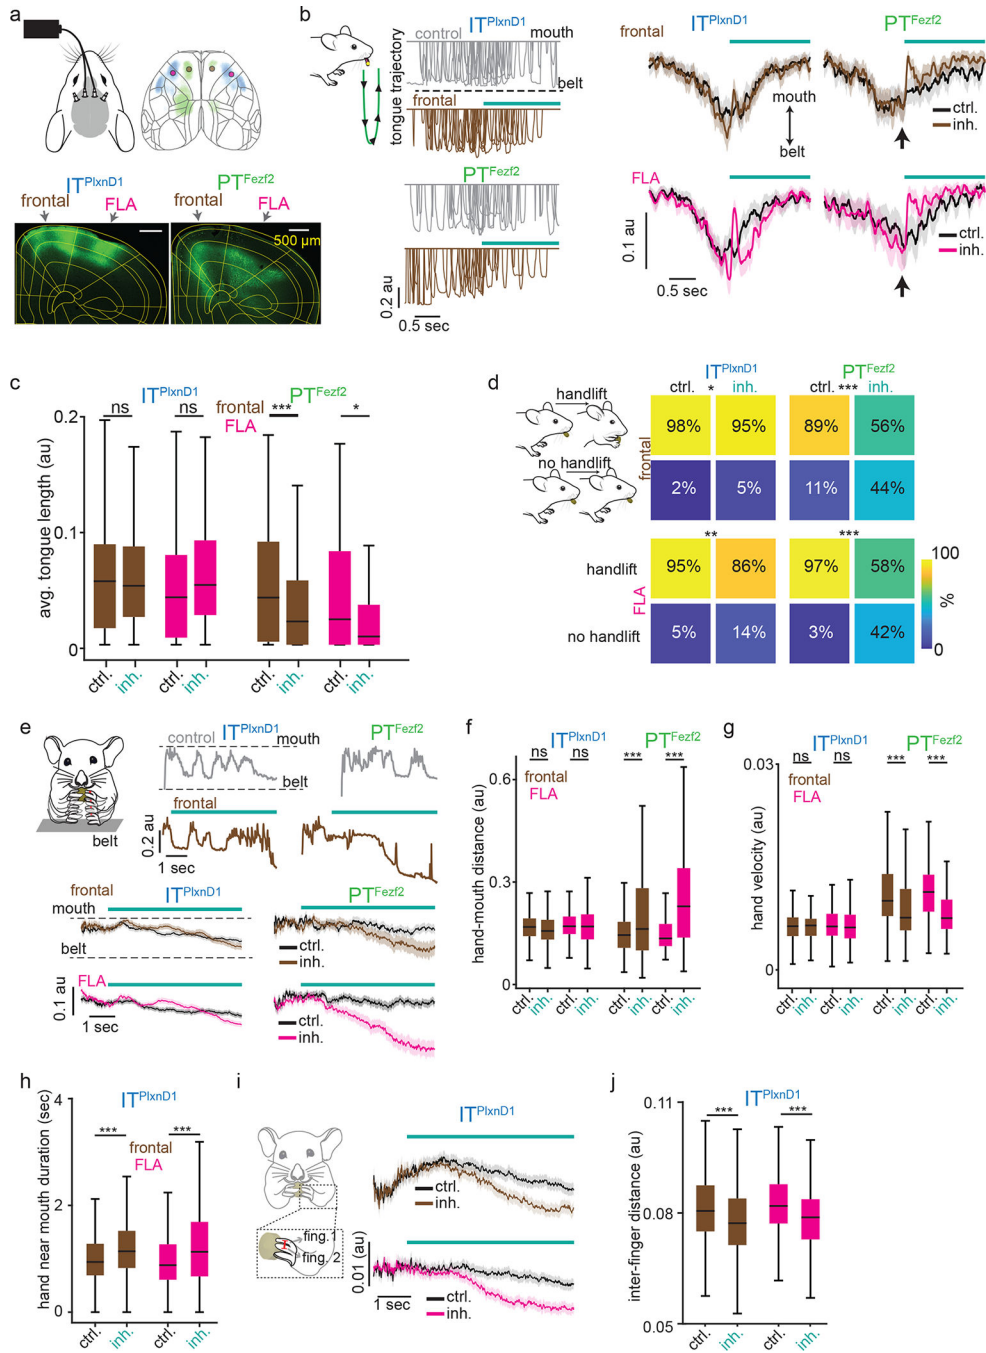 a
IT^PlxnD1
PT^Fezf2
frontal
FLA
frontal
FLA
500 µm
b
IT^PlxnD1
control
mouth
belt
tongue trajectory
frontal
PT^Fezf2
0.2 au
0.5 sec
frontal
IT^PlxnD1
PT^Fezf2
mouth
belt
ctrl.
inh.
FLA
0.1 au
0.5 sec
ctrl.
inh.
c
IT^PlxnD1
PT^Fezf2
ns
ns
frontal
FLA
***
*
avg. tongue length (au)
0.2
0.1
0
ctrl.
inh.
ctrl.
inh.
ctrl.
inh.
ctrl.
inh.
d
IT^PlxnD1
PT^Fezf2
ctrl. * inh.
ctrl. *** inh.
handlift
no handlift
frontal
98% 95% 89% 56%
2% 5% 11% 44%
** ***
FLA
handlift
95% 86% 97% 58%
no handlift
5% 14% 3% 42%
100
%
0
e
belt
IT^PlxnD1
PT^Fezf2
control
mouth
belt
frontal
0.2 au
1 sec
frontal
IT^PlxnD1
PT^Fezf2
mouth
belt
ctrl.
inh.
FLA
0.1 au
1 sec
ctrl.
inh.
f
IT^PlxnD1
PT^Fezf2
ns
ns
***
***
frontal
FLA
hand-mouth distance (au)
0.6
0.3
0
ctrl.
inh.
ctrl.
inh.
ctrl.
inh.
ctrl.
inh.
g
IT^PlxnD1
PT^Fezf2
ns
ns
***
***
frontal
FLA
hand velocity (au)
0.03
0
ctrl.
inh.
ctrl.
inh.
ctrl.
inh.
ctrl.
inh.
h
IT^PlxnD1
***
***
frontal
FLA
hand near mouth duration (sec)
4
2
0
ctrl.
inh.
ctrl.
inh.
i
IT^PlxnD1
fing.1
fing. 2
ctrl.
inh.
0.01 (au)
1 sec
ctrl.
inh.
j
IT^PlxnD1
***
***
inter-finger distance (au)
0.11
0.08
0.05
ctrl.
inh.
ctrl.
inh.